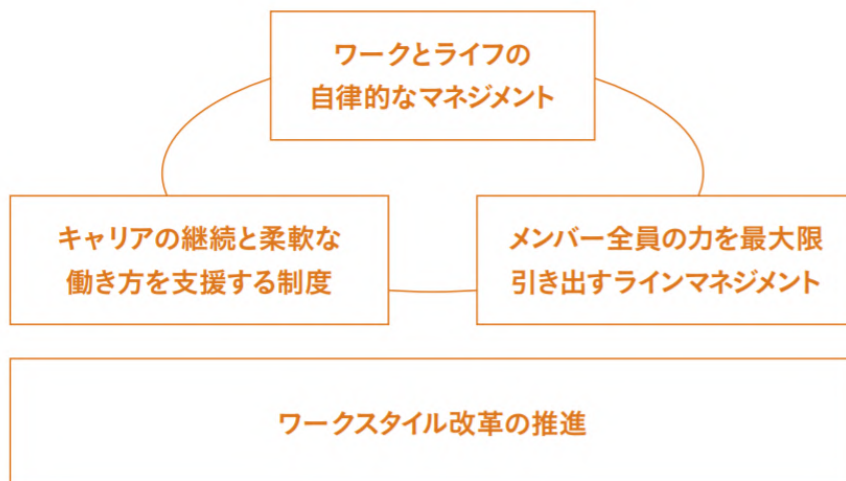 ワークとライフの
自律的なマネジメント
キャリアの継続と柔軟な
働き方を支援する制度
メンバー全員の力を最大限
引き出すラインマネジメント
ワークスタイル改革の推進